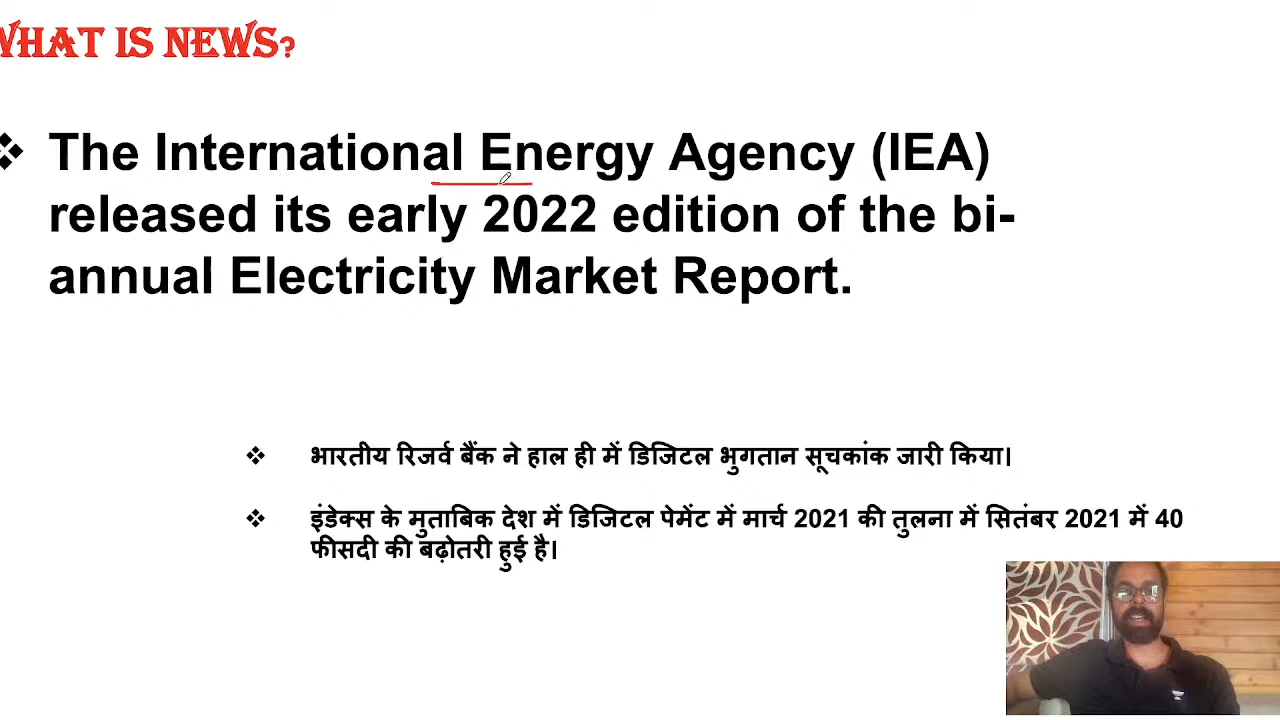 WHAT IS NEWS?
❖ The International Energy Agency (IEA)
released its early 2022 edition of the bi-
annual Electricity Market Report.
❖ भारतीय रिजर्व बैंक ने हाल ही में डिजिटल भुगतान सूचकांक जारी किया।
❖ इंडेक्स के मुताबिक देश में डिजिटल पेमेंट में मार्च 2021 की तुलना में सितंबर 2021 में 40
फीसदी की बढ़ोतरी हुई है।